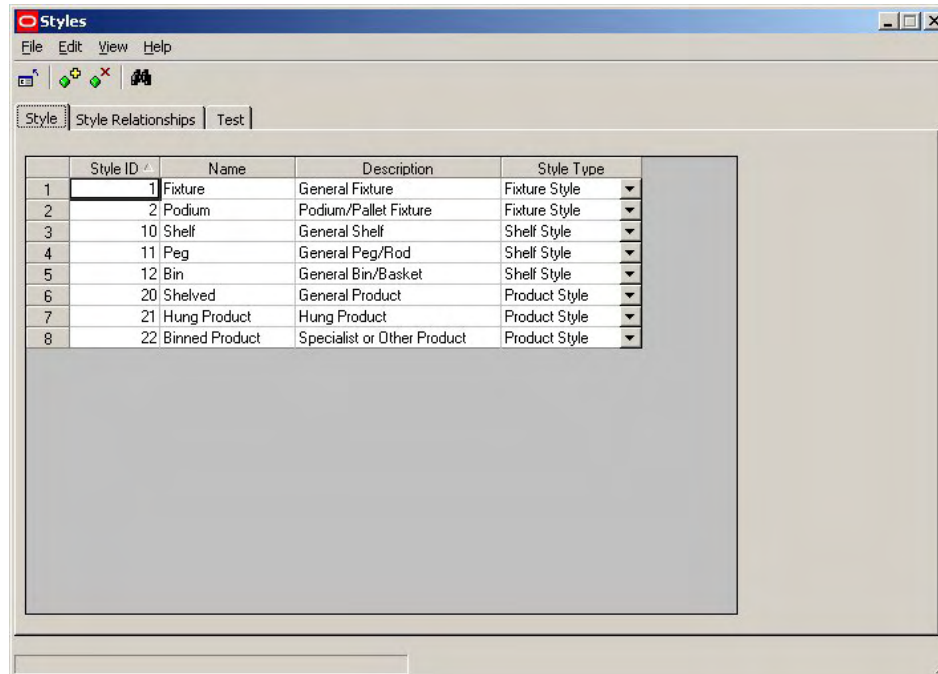 Styles
File Edit View Help
Style Style Relationships Test
Style ID Name Description Style Type
1 1 Fixture General Fixture Fixture Style
2 2 Podium Podium/Pallet Fixture Fixture Style
3 10 Shelf General Shelf Shelf Style
4 11 Peg General Peg/Rod Shelf Style
5 12 Bin General Bin/Basket Shelf Style
6 20 Shelved General Product Product Style
7 21 Hung Product Hung Product Product Style
8 22 Binned Product Specialist or Other Product Product Style